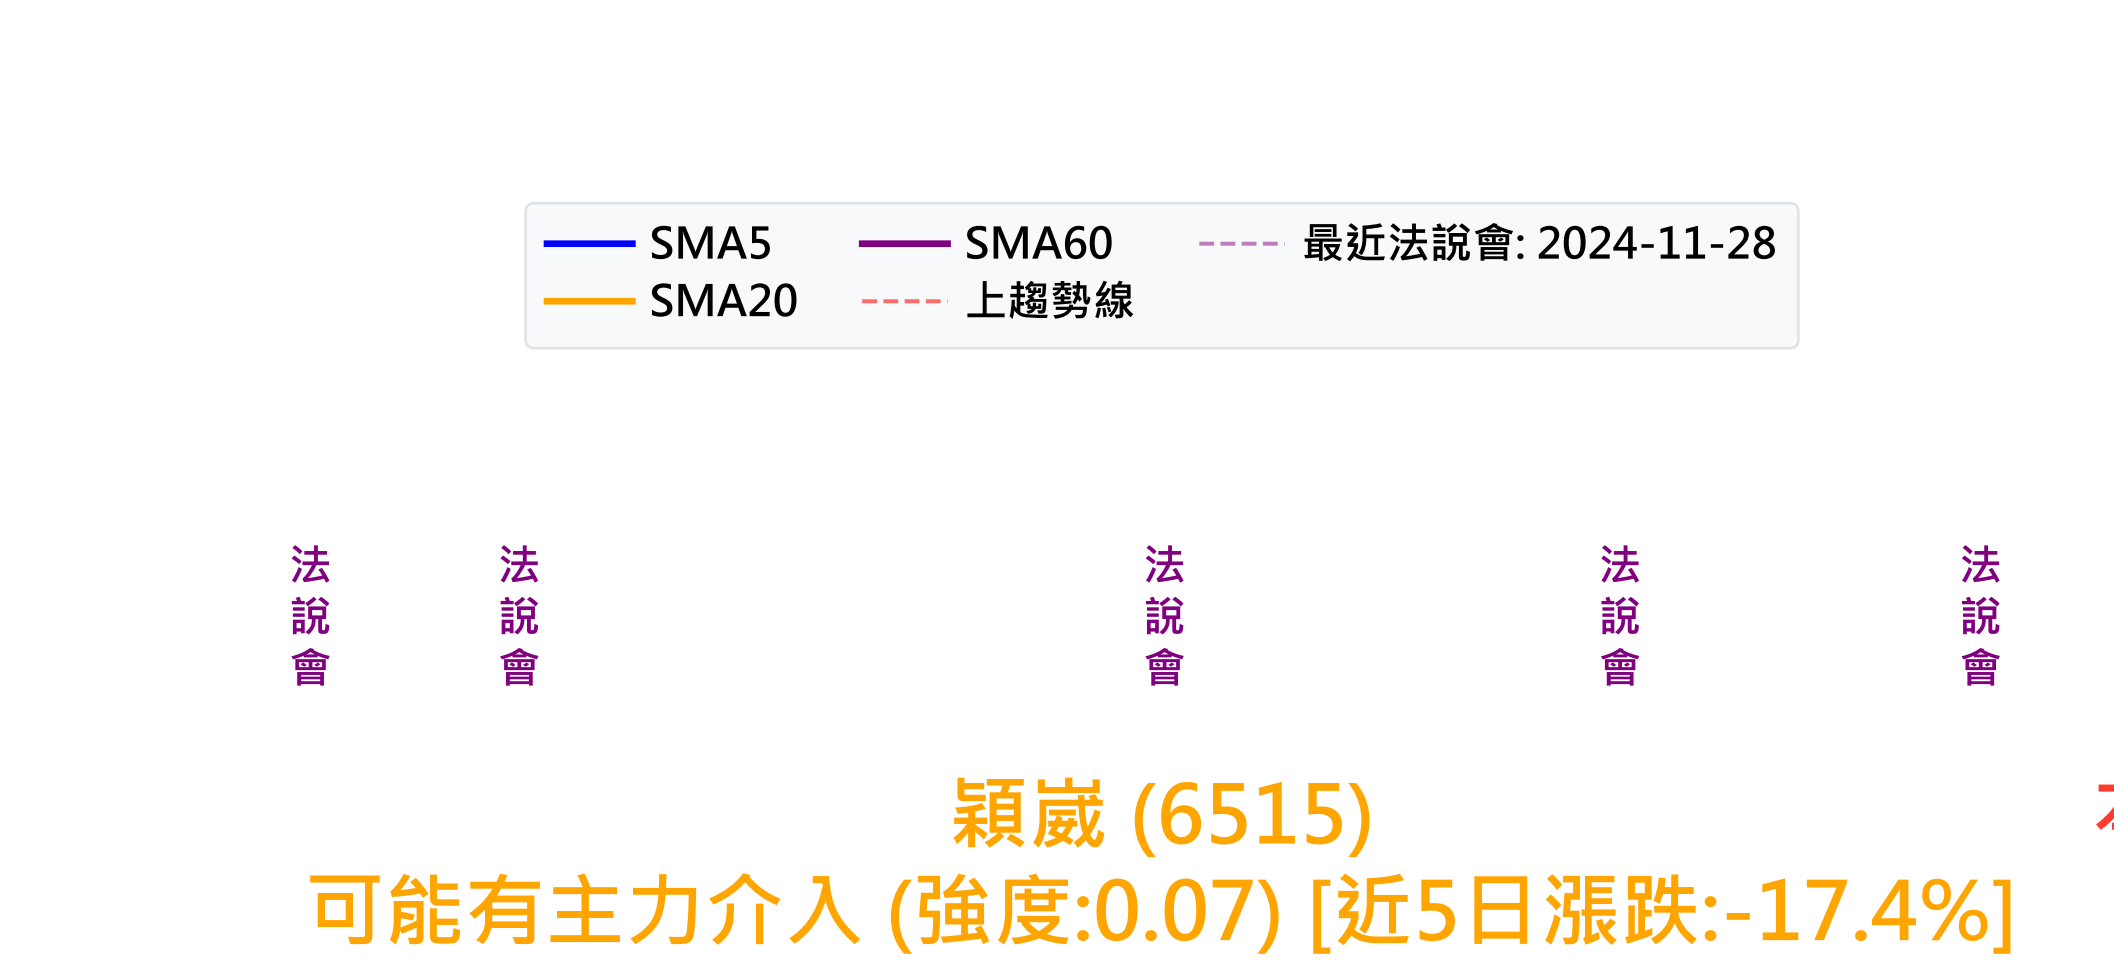 SMA5
SMA20
SMA60
上趨勢線
最近法說會: 2024-11-28
法說會
法說會
法說會
法說會
法說會
穎崴 (6515)
可能有主力介入 (強度:0.07) [近5日漲跌:-17.4%]